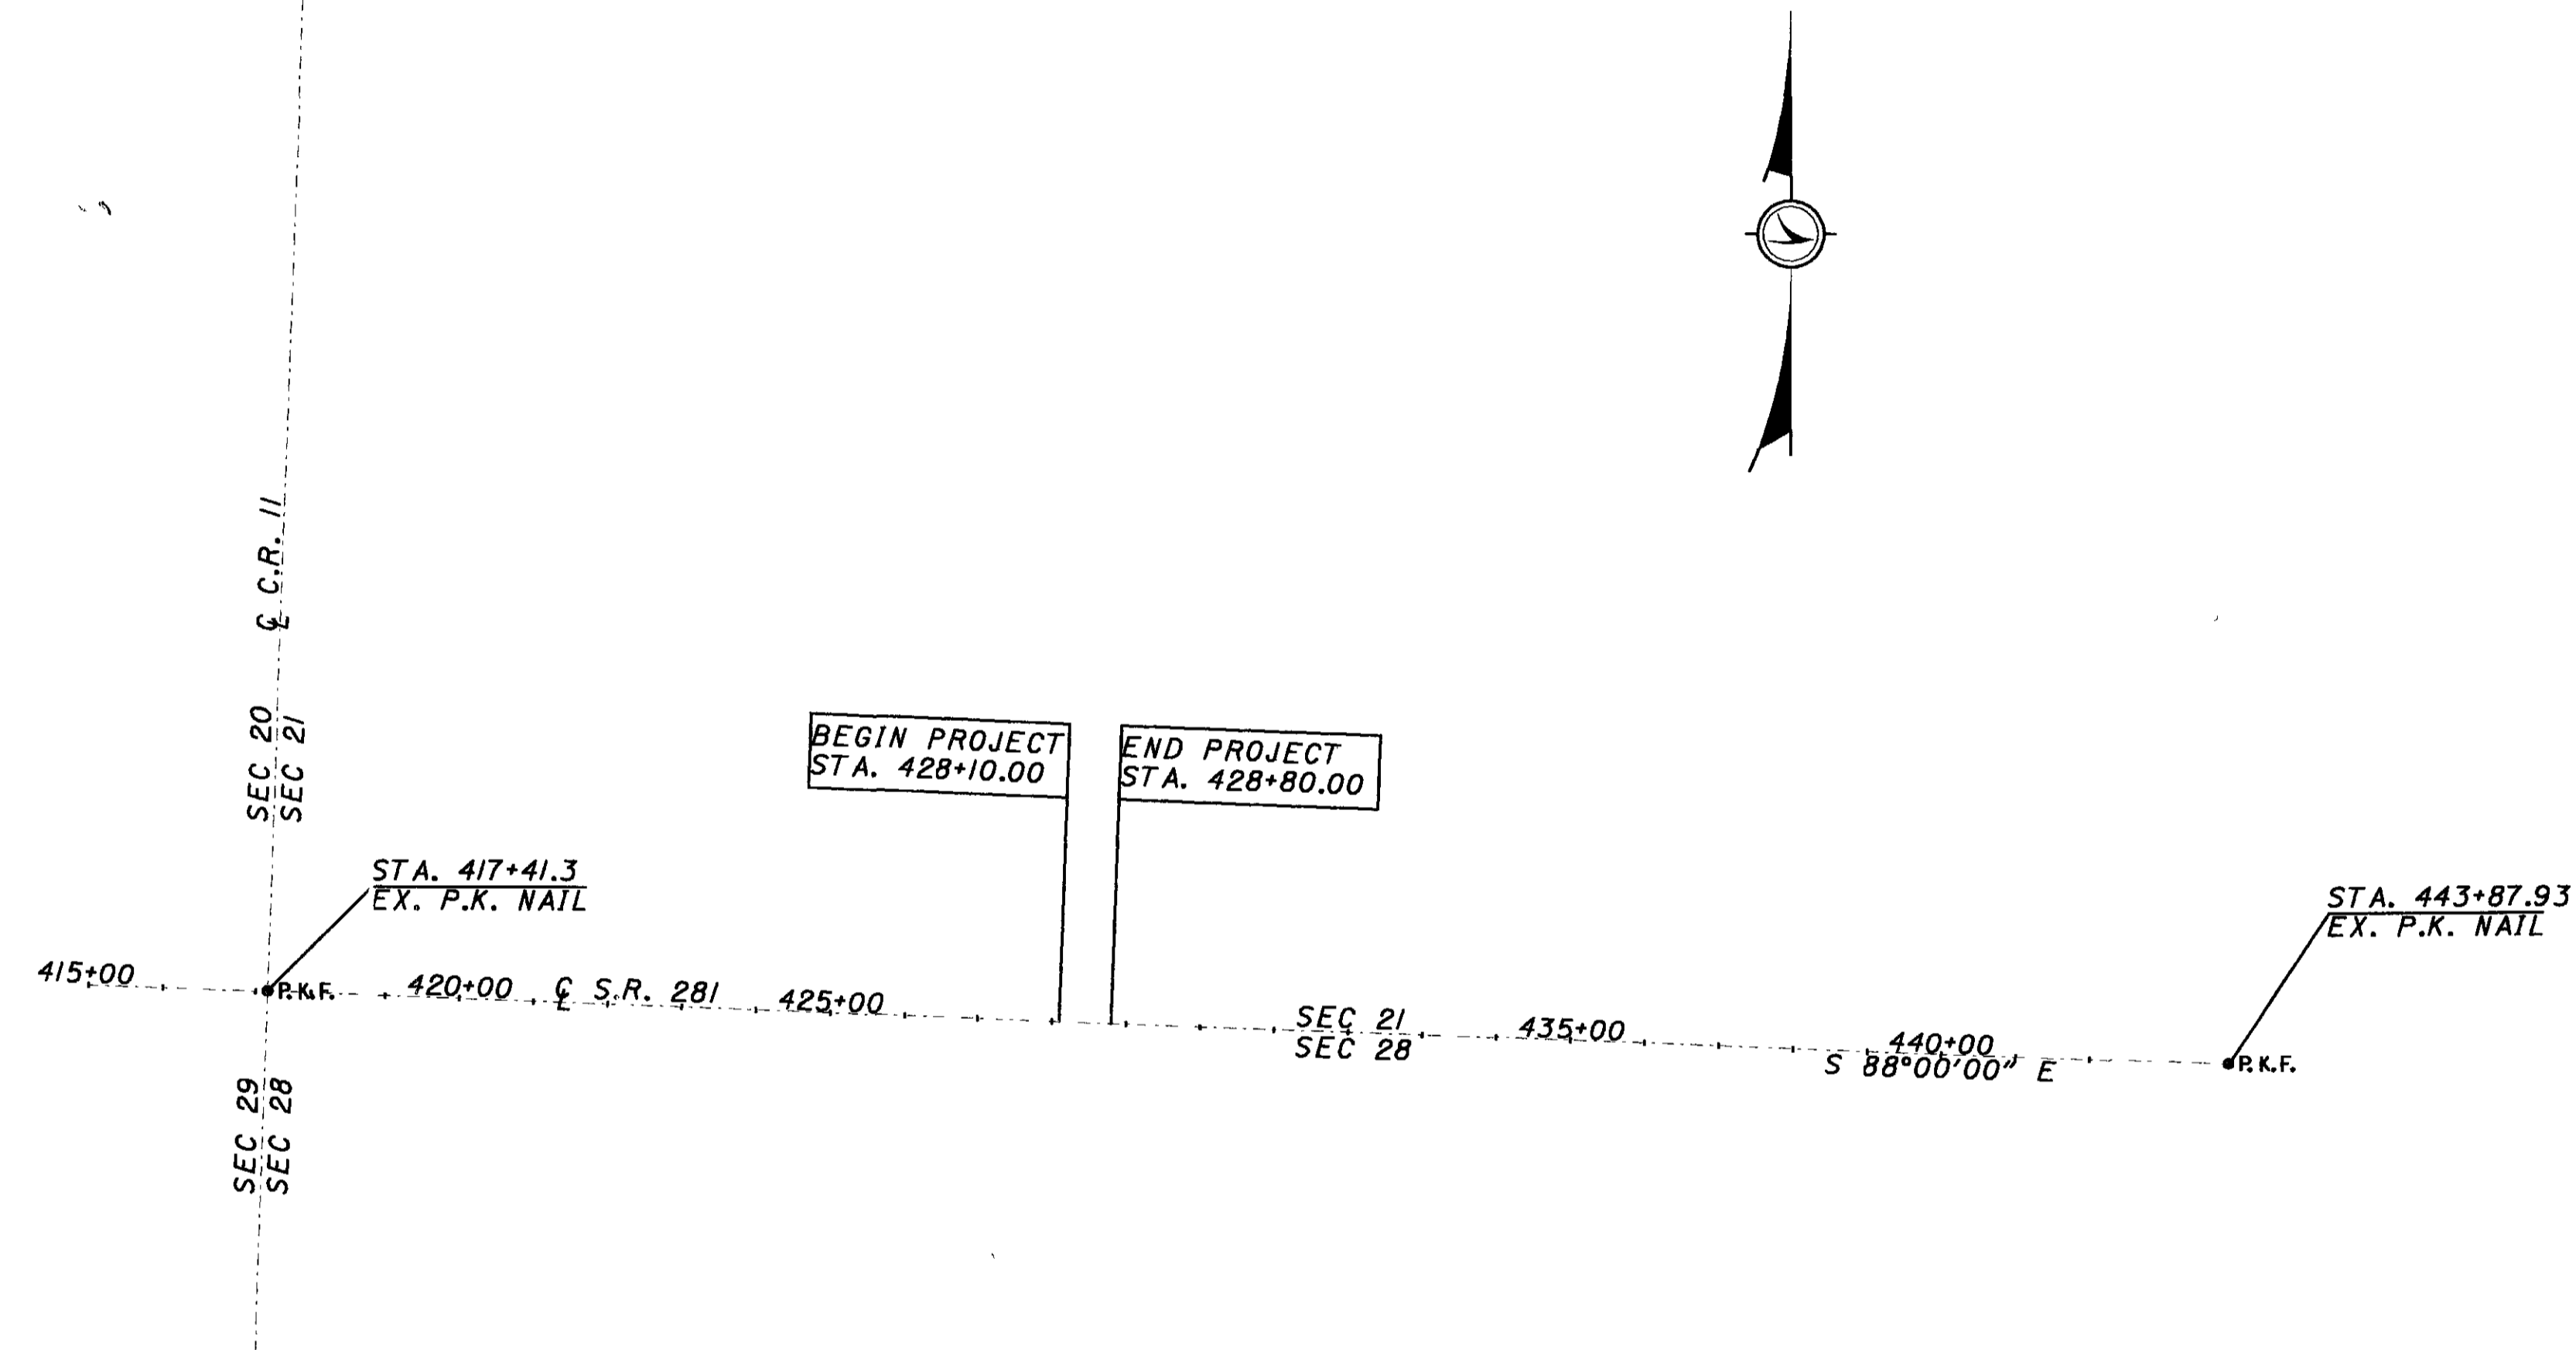 ℄ C.R. 11
SEC 20
SEC 21
BEGIN PROJECT
STA. 428+10.00
END PROJECT
STA. 428+80.00
STA. 417+41.3
EX. P.K. NAIL
STA. 443+87.93
EX. P.K. NAIL
415+00
P.K.F.
420+00
℄ S.R. 281
425+00
SEC 21
SEC 28
435+00
440+00
S 88°00'00" E
P.K.F.
SEC 29
SEC 28